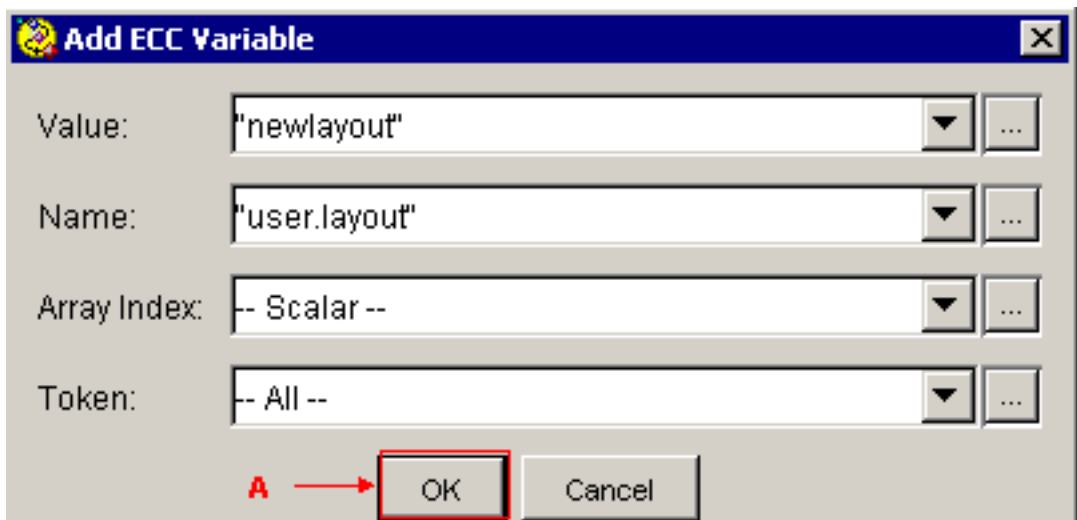 Add ECC Variable
Value: "newlayout" ...
Name: "user.layout" ...
Array Index: -- Scalar -- ...
Token: -- All -- ...
A OK Cancel